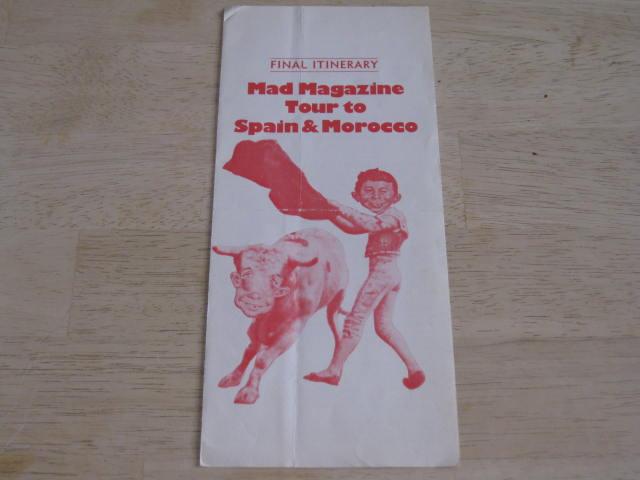 FINAL ITINERARY
Mad Magazine
Tour to
Spain & Morocco